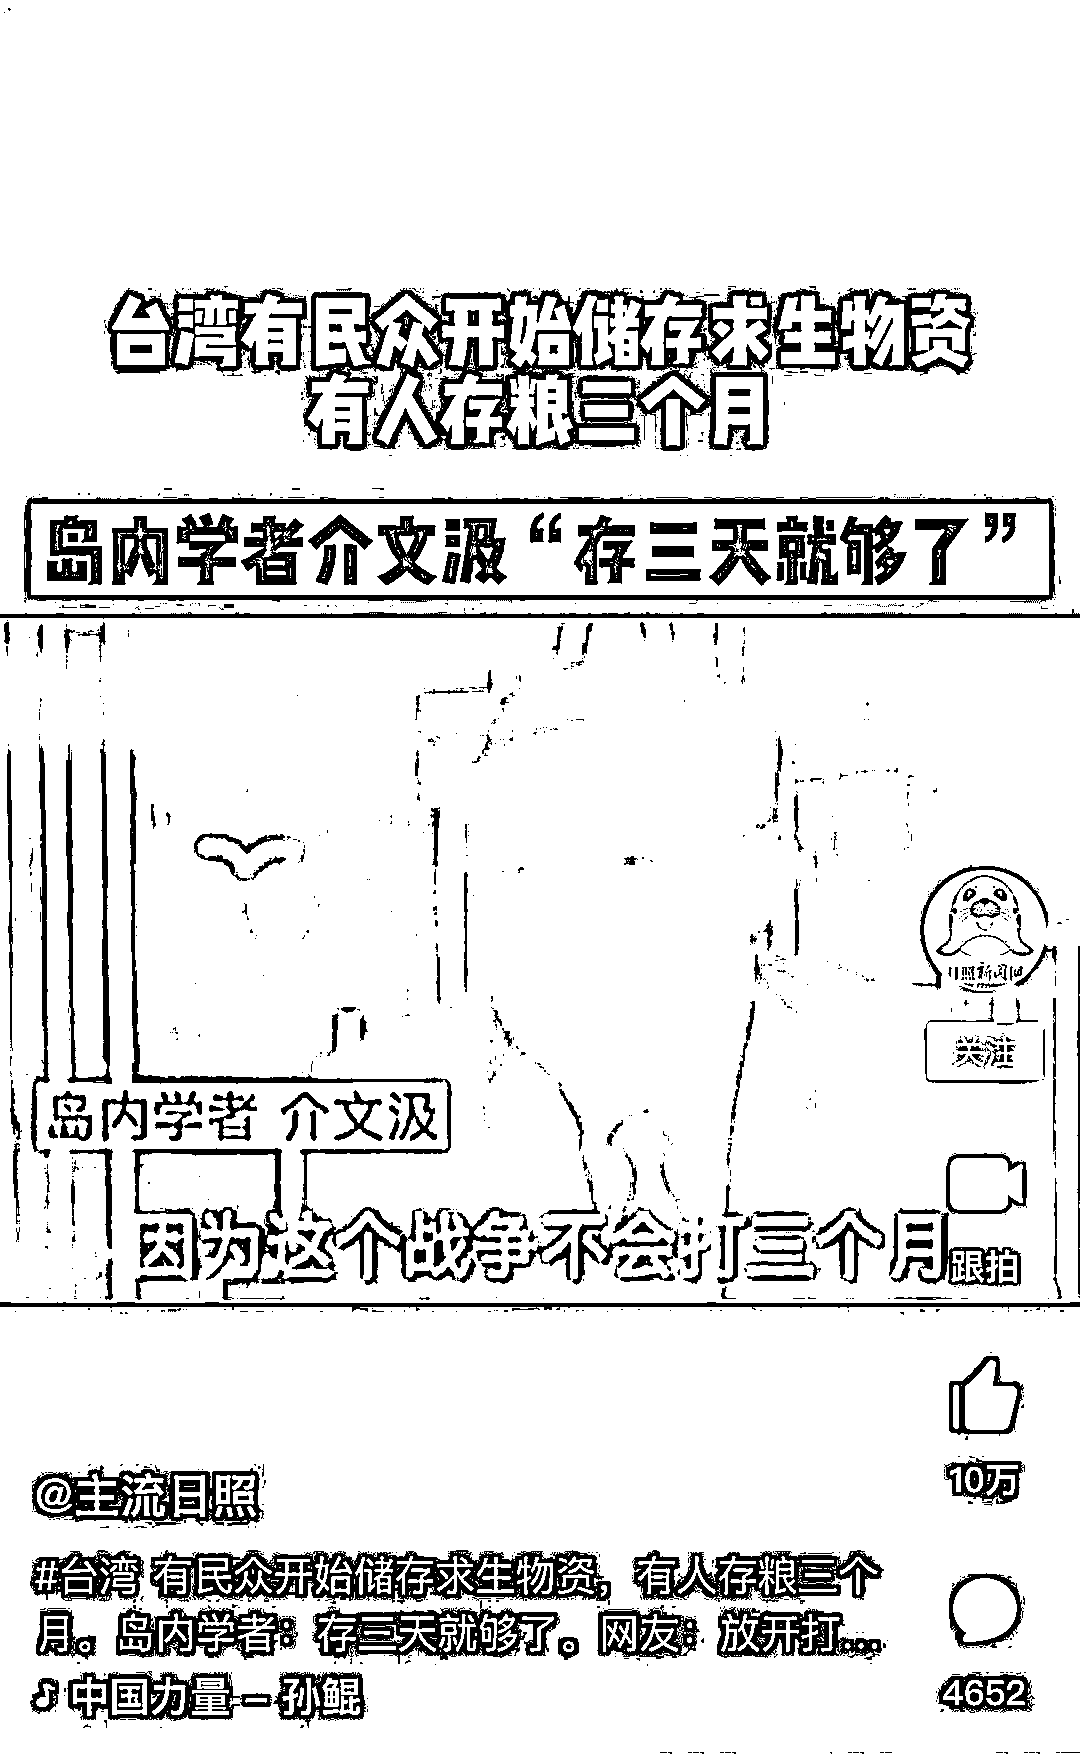 台湾有民众开始储存求生物资
有人存粮三个月
岛内学者介文汲“存三天就够了”
日照新闻
关注
岛内学者 介文汲
因为这个战争不会打三个月
跟拍
10万
@主流日照
#台湾 有民众开始储存求生物资，有人存粮三个
月。岛内学者：存三天就够了。网友：放开打...
4652
♪ 中国力量 – 孙鲲